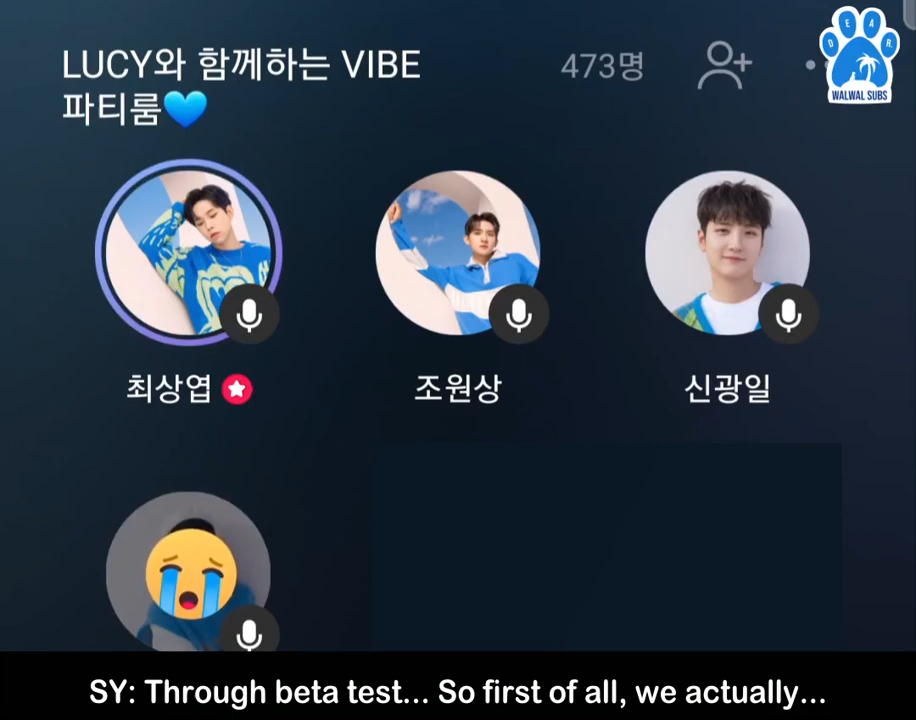 LUCY와 함께하는 VIBE
파티룸💙
473명
D E A R.
WALWAL SUBS
최상엽
조원상
신광일
SY: Through beta test... So first of all, we actually...